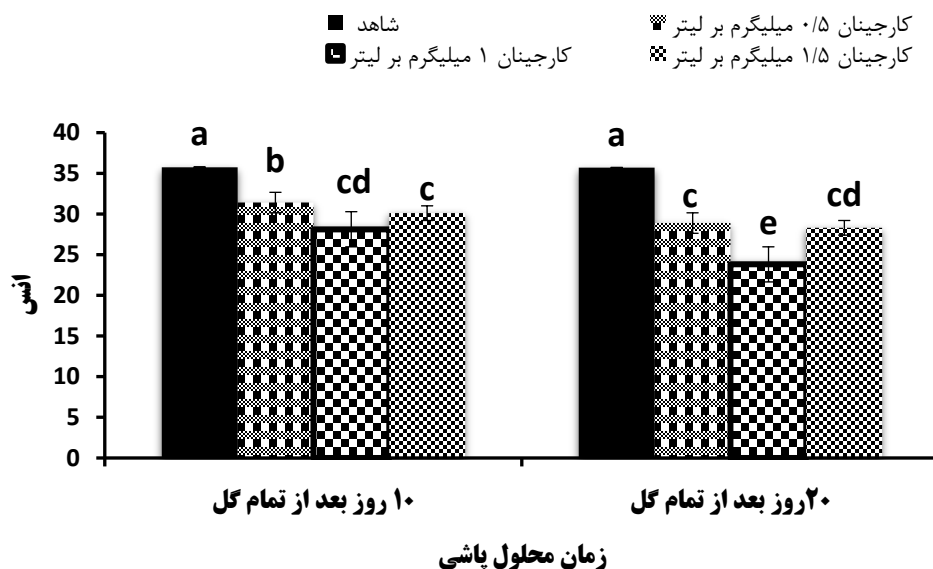 شاهد
کارجینان ۰/۵ میلیگرم بر لیتر
کارجینان ۱ میلیگرم بر لیتر
کارجینان ۱/۵ میلیگرم بر لیتر
انسی
40
35
30
25
20
15
10
5
0
a
b
cd
c
a
c
e
cd
۱۰ روز بعد از تمام گل
۲۰روز بعد از تمام گل
زمان محلول پاشی